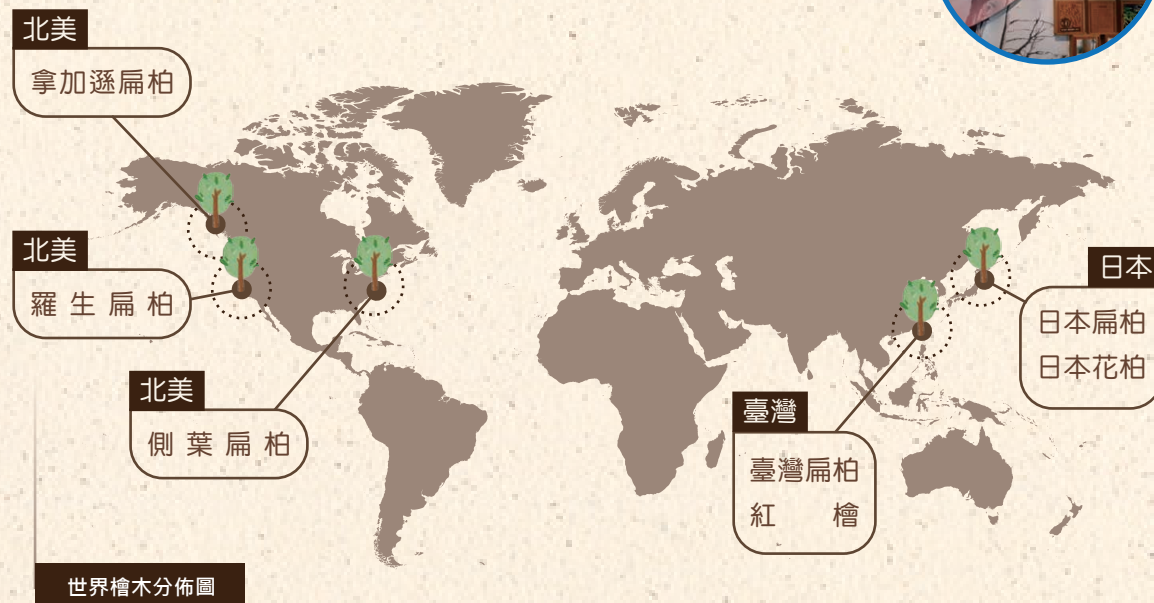 北美
拿加遜扁柏
北美
羅生扁柏
北美
側葉扁柏
臺灣
臺灣扁柏
紅檜
日本
日本扁柏
日本花柏
世界檜木分佈圖